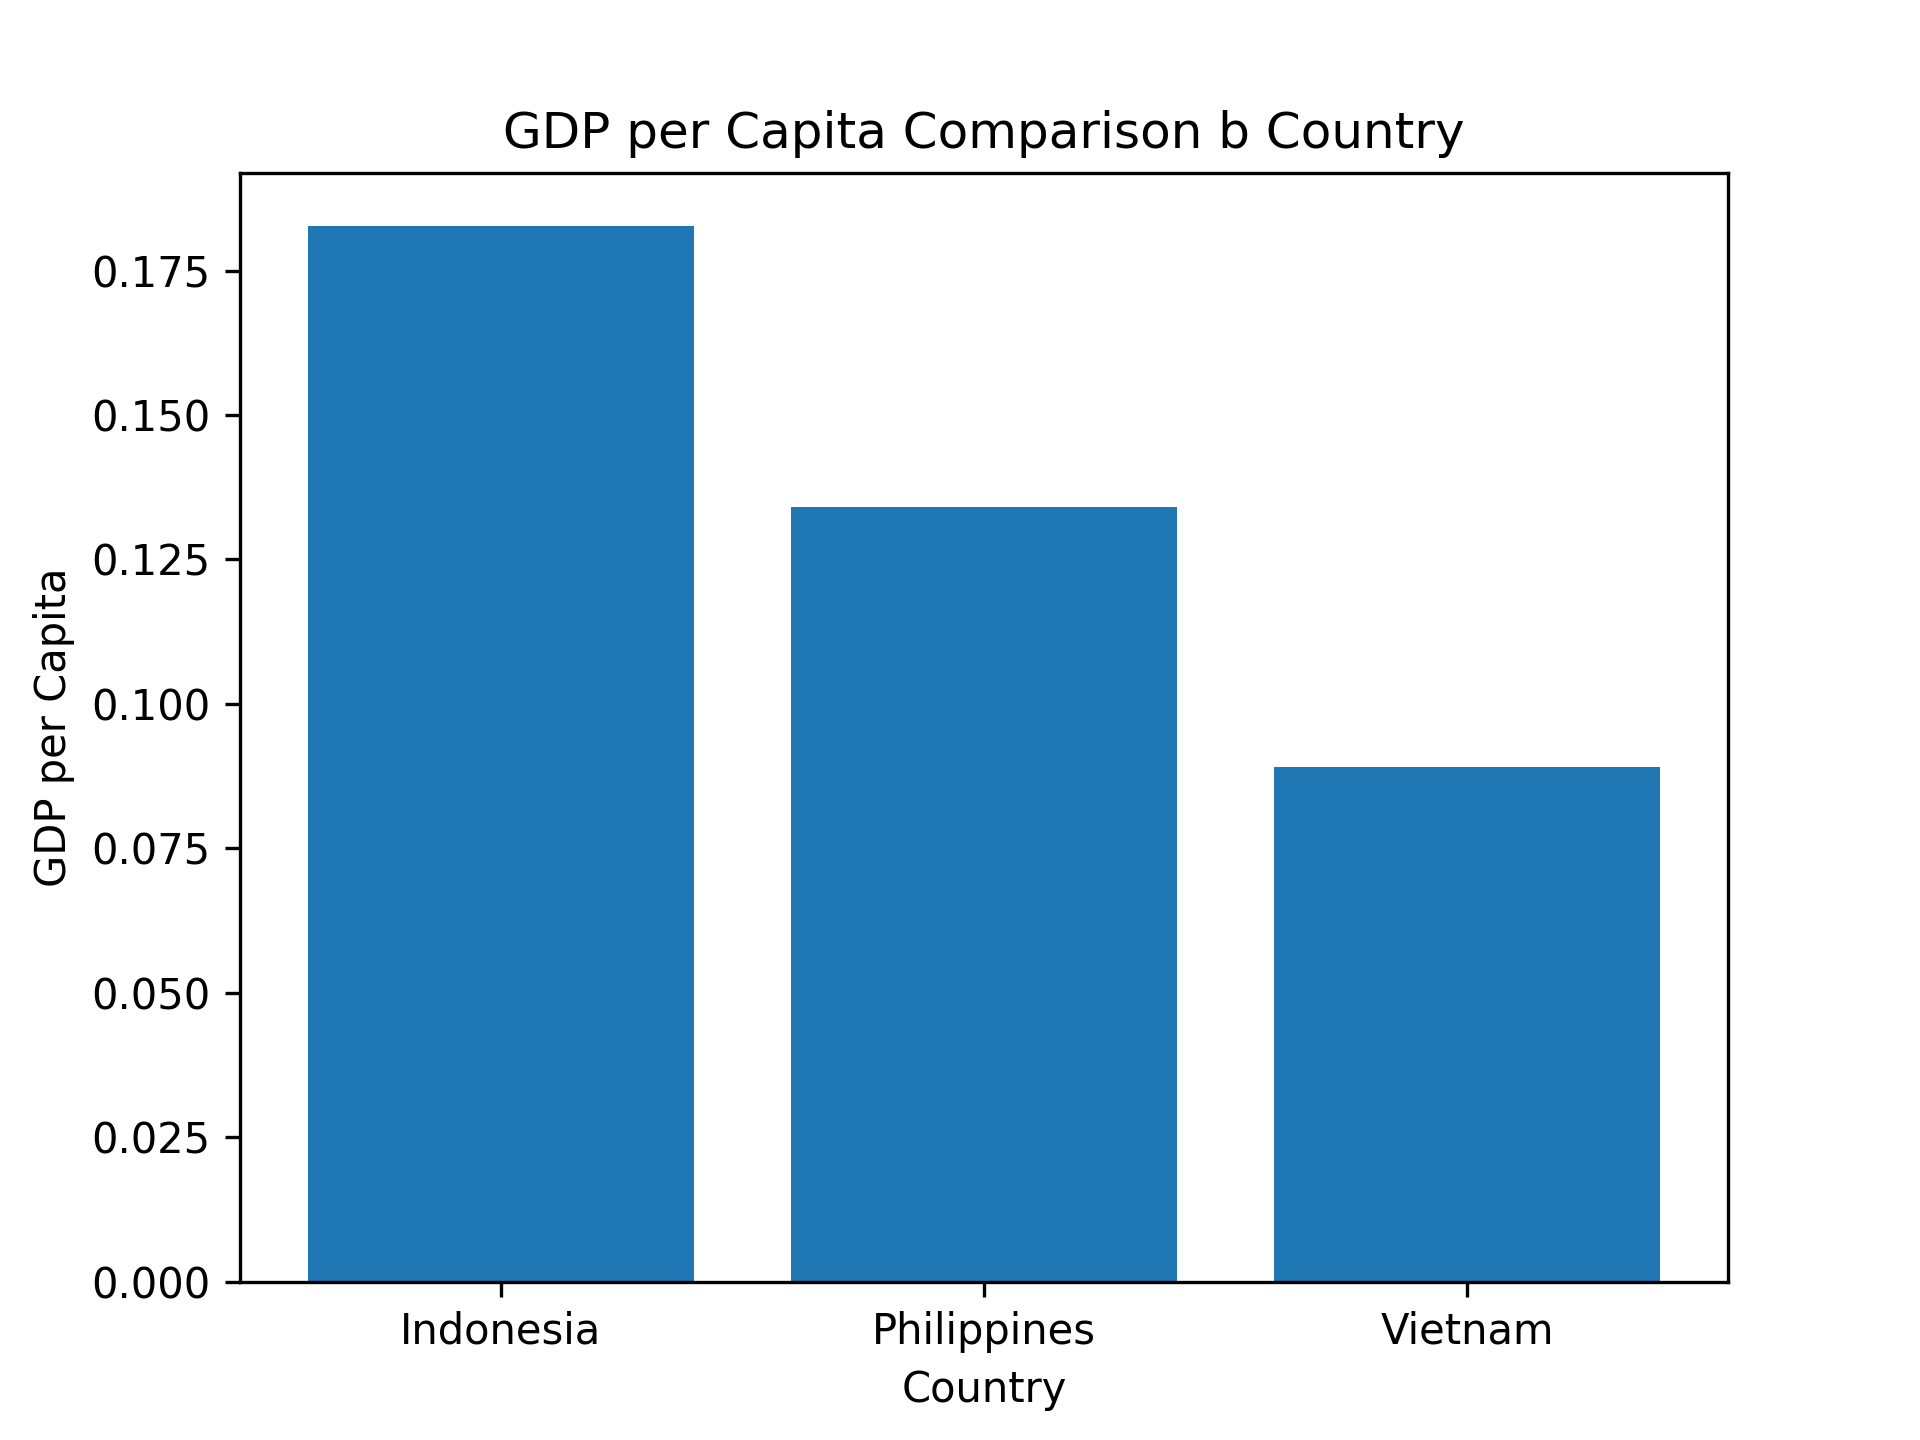 GDP per Capita Comparison b Country
GDP per Capita
0.175
0.150
0.125
0.100
0.075
0.050
0.025
0.000
Indonesia Philippines Vietnam
Country